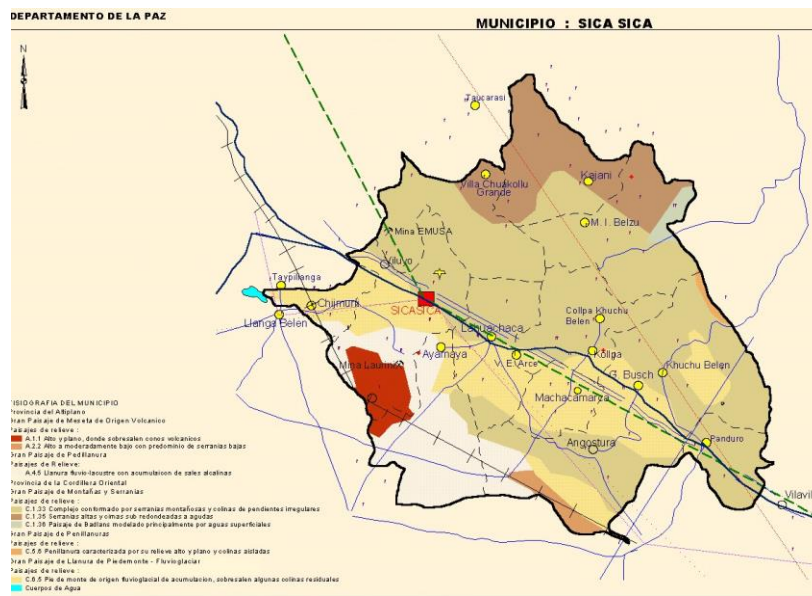 DEPARTAMENTO DE LA PAZ
MUNICIPIO : SICA SICA
N
Taucarasi
Villa Chuakollu
Grande
Kajani
M. I. Belzu
Mina EMUSA
Viluyo
Taypillanga
Chijmuni
Llanga Belen
SICASICA
Lahuachaca
Collpa Khuchu
Belen
Ayamaya
V. E. Arce
Kollpa
Khuchu Belen
G. Busch
Machacamarca
Angostura
Panduro
Vilavil
FISIOGRAFIA DEL MUNICIPIO
Provincia del Altiplano
Gran Paisaje de Meseta de Origen Volcanico
Paisajes de relieve :
A.1.1 Alto y plano, donde sobresalen conos volcanicos
A.2.2 Alto a moderadamente bajo con predominio de serranias bajas
Gran Paisaje de Pedillanura
Paisajes de Relieve:
A.4.5 Llanura fluvio-lacustre con acumulacion de sales alcalinas
Provincia de la Cordillera Oriental
Gran Paisaje de Montañas y Serranias
Paisajes de relieve :
C.1.33 Complejo conformado por serranias montañosas y colinas de pendientes irregulares
C.1.35 Serranias altas y cimas sub redondeadas a agudas
C.1.36 Paisaje de Badlans modelado principalmente por aguas superficiales
Gran Paisaje de Penillanuras
Paisajes de relieve :
C.5.6 Penillanura caracterizada por su relieve alto y plano y colinas aisladas
Gran Paisaje de Llanura de Piedemonte - Fluvioglaciar
Paisajes de relieve :
C.6.5 Pie de monte de origen fluvioglacial de acumulacion, sobresalen algunas colinas residuales
Cuerpos de Agua